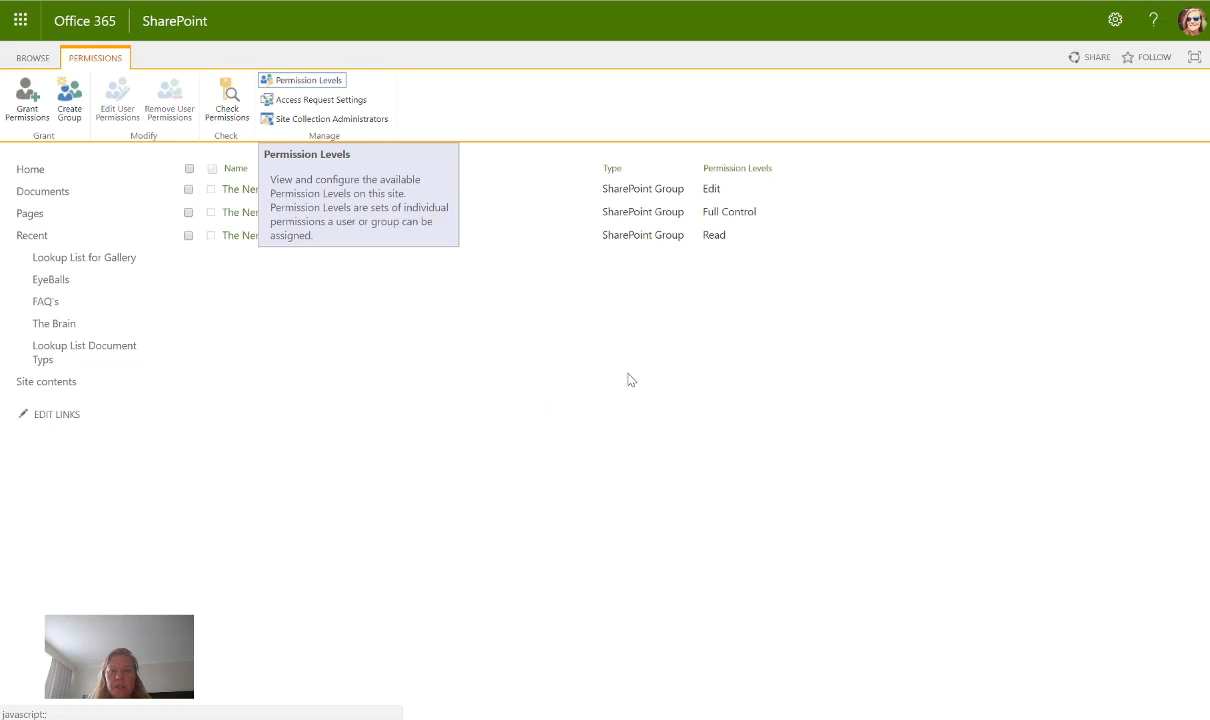 Office 365 SharePoint
BROWSE PERMISSIONS
SHARE FOLLOW
Grant Permissions
Create Group
Edit User Permissions
Remove User Permissions
Check Permissions
Permission Levels
Access Request Settings
Site Collection Administrators
Grant Modify Check Manage
Permission Levels
View and configure the available
Permission Levels on this site.
Permission Levels are sets of individual
permissions a user or group can be
assigned.
Home
Documents
Pages
Recent
Lookup List for Gallery
EyeBalls
FAQ's
The Brain
Lookup List Document
Typs
Site contents
EDIT LINKS
Name Type Permission Levels
The Ner SharePoint Group Edit
The Ner SharePoint Group Full Control
The Ner SharePoint Group Read
javascript:;